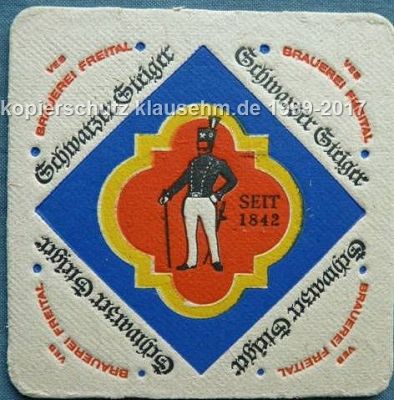 VEB
BRAUEREI FREITAL
Schwarzer Steiger
VEB
BRAUEREI FREITAL
Schwarzer Steiger
kopierschutz klausehm.de 1989-2017
SEIT
1842
Schwarzer Steiger
BRAUEREI FREITAL
VEB
Schwarzer Steiger
BRAUEREI FREITAL
VEB